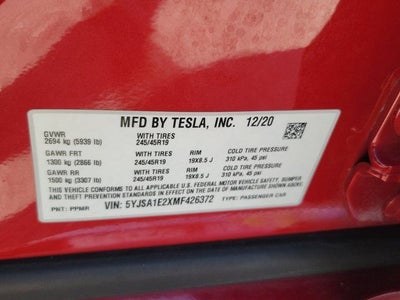 MFD BY TESLA, INC. 12/20
GVWR
2694 kg (5939 lb)
WITH TIRES
245/45R19
GAWR FRT
1300 kg (2866 lb)
WITH TIRES
245/45R19
RIM
19X8.5 J
COLD TIRE PRESSURE
310 kPa, 45 psi
GAWR RR
1500 kg (3307 lb)
WITH TIRES
245/45R19
RIM
19X8.5 J
COLD TIRE PRESSURE
310 kPa, 45 psi
THIS VEHICLE CONFORMS TO ALL APPLICABLE U.S. FEDERAL MOTOR VEHICLE SAFETY, BUMPER AND
THEFT PREVENTION STANDARDS IN EFFECT ON THE DATE OF MANUFACTURE SHOWN ABOVE.
PNT: PPMR VIN: 5YJSA1E2XMF426372 TYPE: PASSENGER CAR